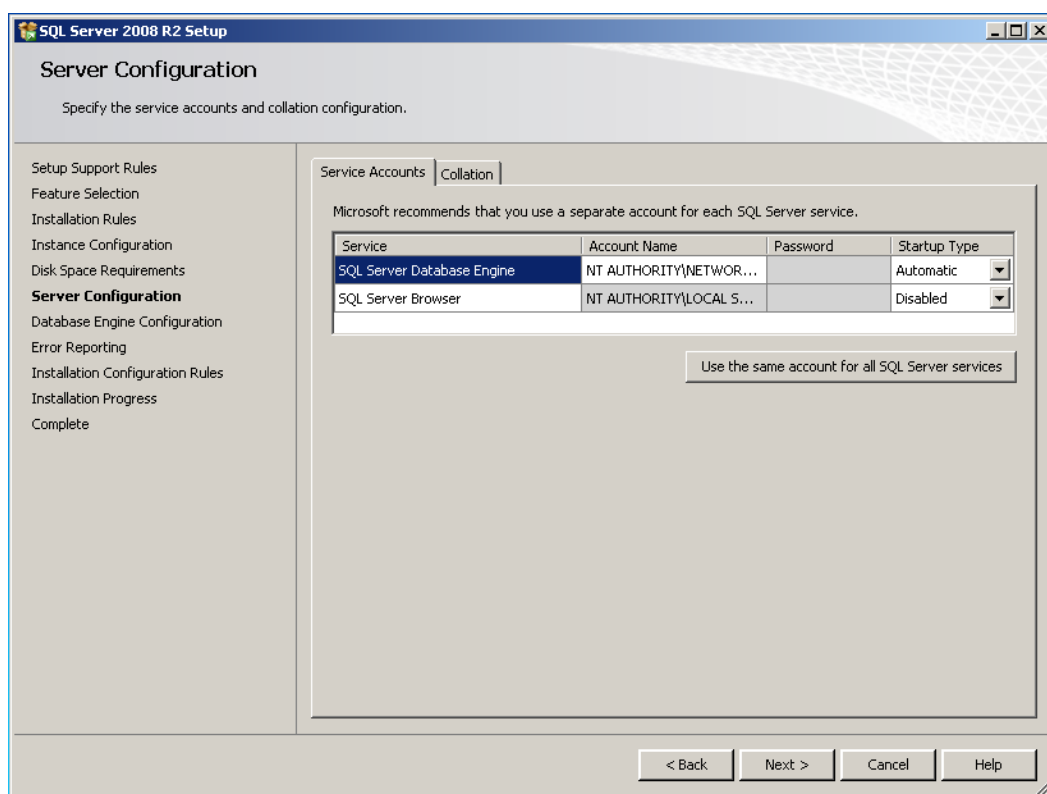 SQL Server 2008 R2 Setup
Server Configuration
Specify the service accounts and collation configuration.
Setup Support Rules
Feature Selection
Installation Rules
Instance Configuration
Disk Space Requirements
Server Configuration
Database Engine Configuration
Error Reporting
Installation Configuration Rules
Installation Progress
Complete
Service Accounts Collation
Microsoft recommends that you use a separate account for each SQL Server service.
Service Account Name Password Startup Type
SQL Server Database Engine NT AUTHORITY\NETWOR... Automatic
SQL Server Browser NT AUTHORITY\LOCAL S... Disabled
Use the same account for all SQL Server services
< Back Next > Cancel Help